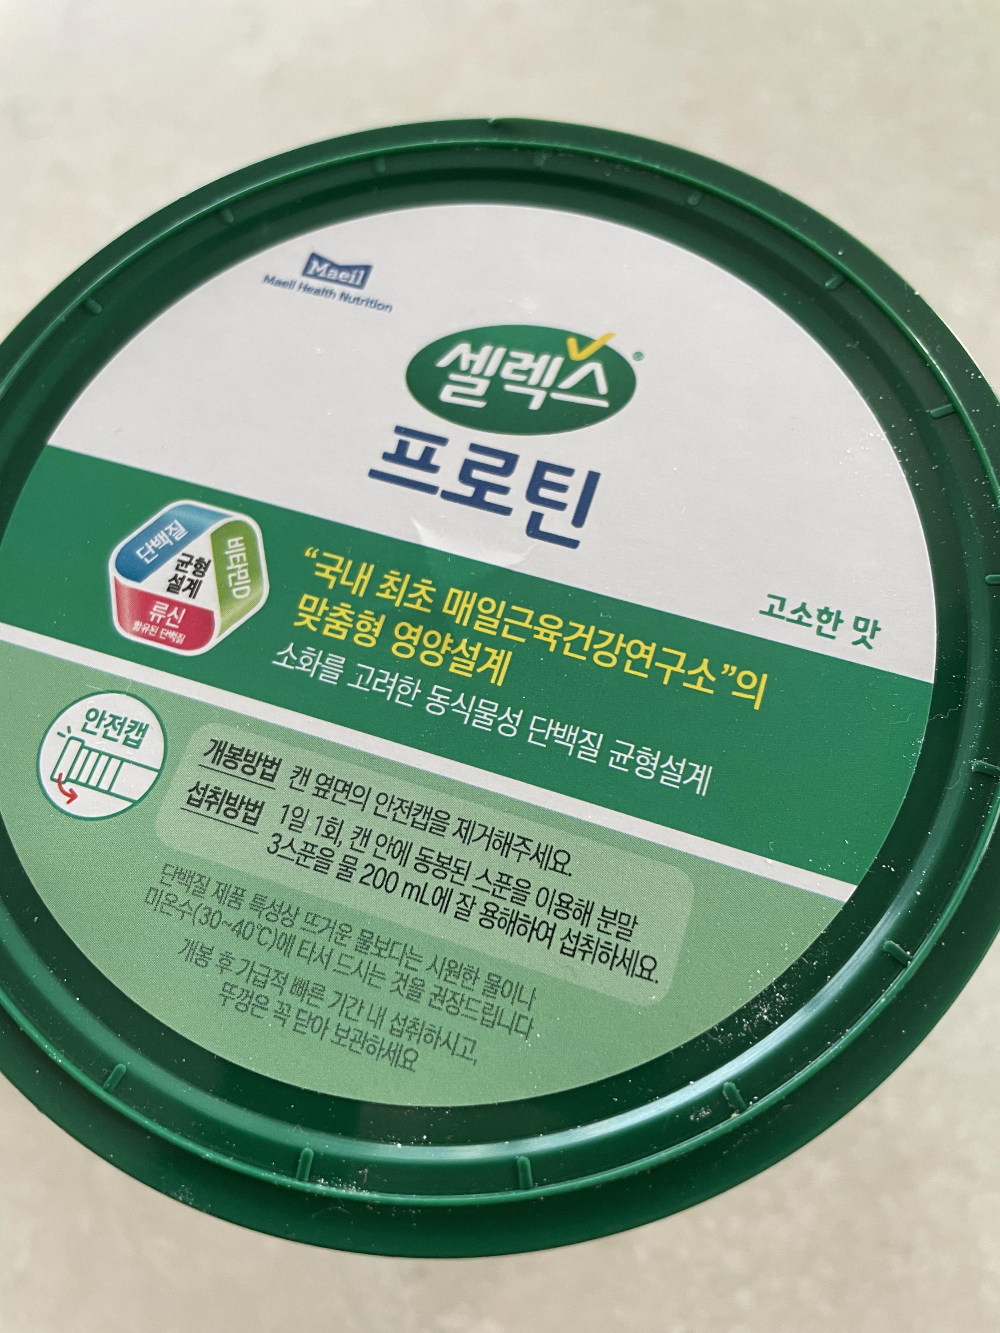 Maeil
Maeil Health Nutrition
셀렉스®
프로틴
고소한 맛
단백질
비타미아
균형
설계
류신
함유된 단백질
“국내 최초 매일근육건강연구소”의
맞춤형 영양설계
소화를 고려한 동식물성 단백질 균형설계
안전캡
개봉방법 캔 옆면의 안전캡을 제거해주세요.
섭취방법 1일 1회, 캔 안에 동봉된 스푼을 이용해 분말
3스푼을 물 200 mL에 잘 용해하여 섭취하세요.
단백질 제품 특성상 뜨거운 물보다는 시원한 물이나
미온수(30~40℃)에 타서 드시는 것을 권장드립니다
개봉 후 가급적 빠른 기간 내 섭취하시고,
뚜껑은 꼭 닫아 보관하세요